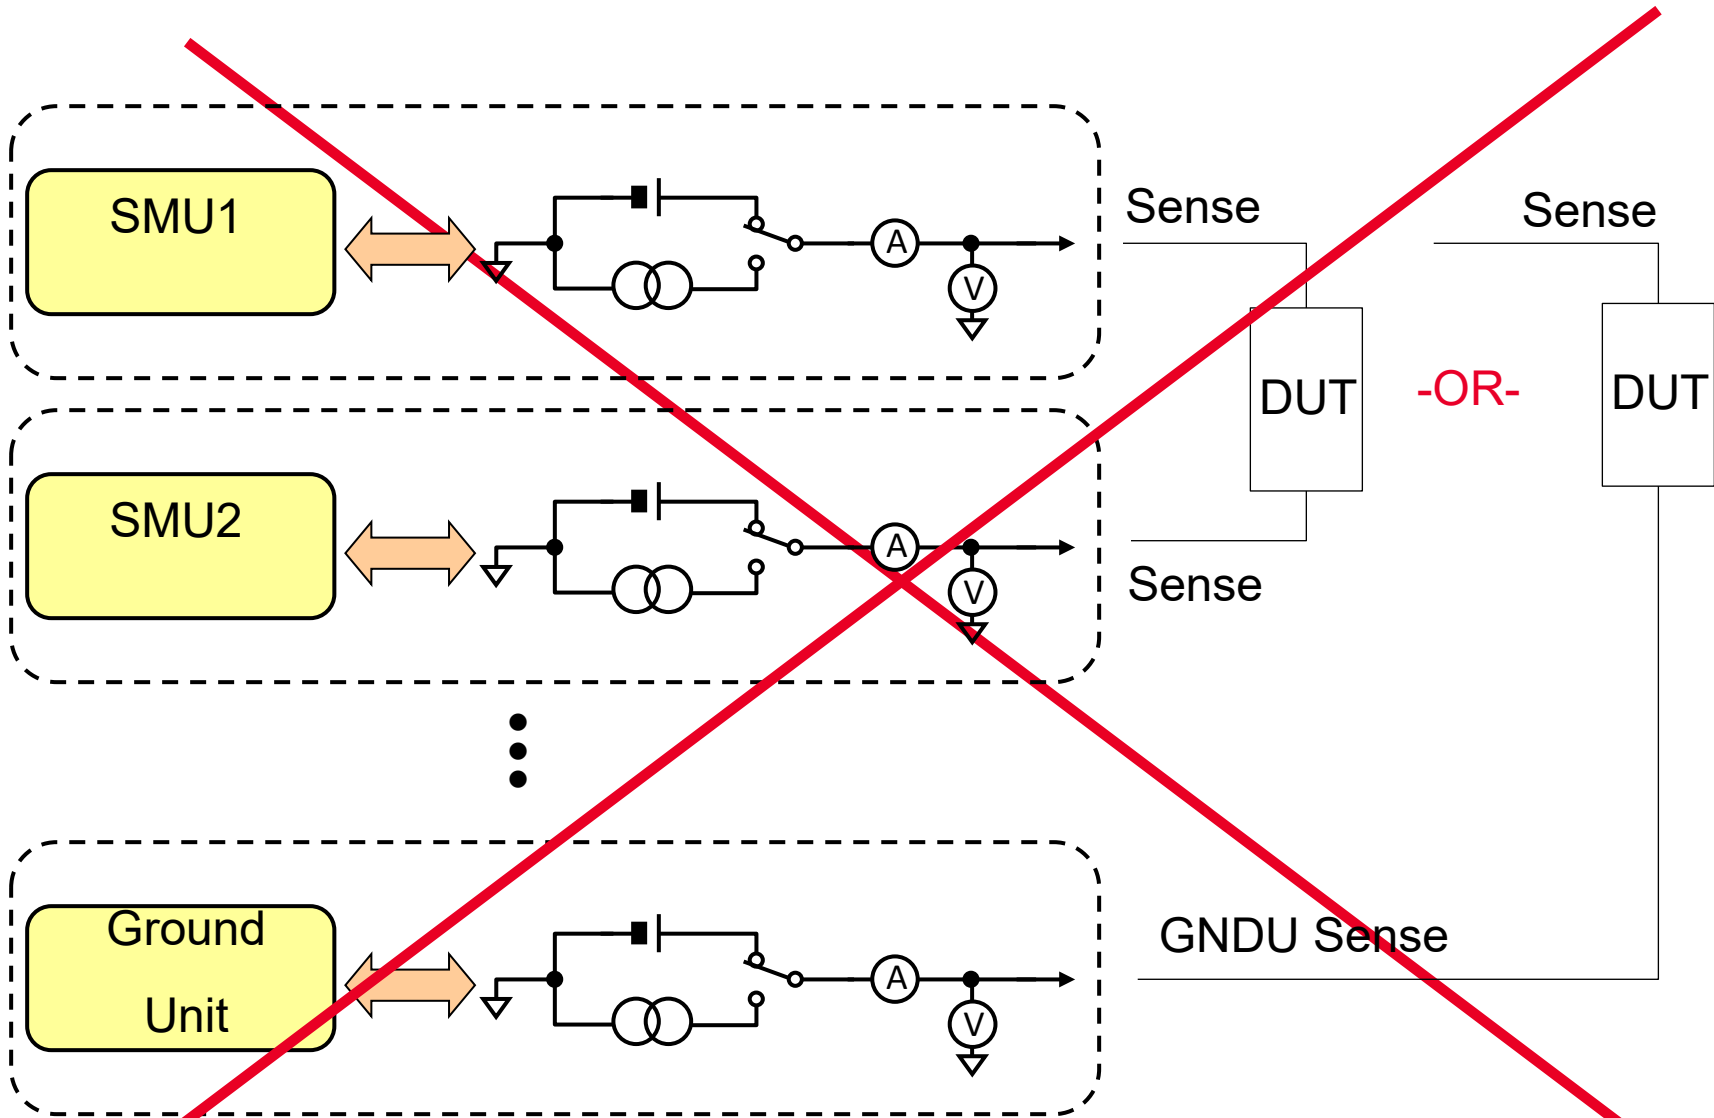 SMU1
A
V
Sense
Sense
DUT
-OR-
DUT
SMU2
A
V
Sense
Ground
Unit
A
V
GNDU Sense